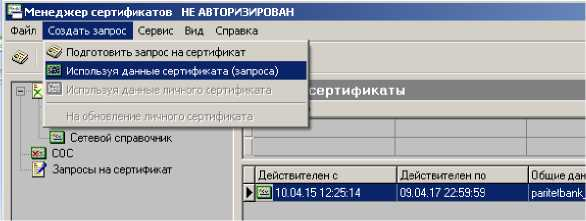 Менеджер сертификатов НЕ АВТОРИЗИРОВАН
Файл Создать запрос Сервис Вид Справка
Подготовить запрос на сертификат
Используя данные сертификата (запроса)
Используя данные личного сертификата
На обновление личного сертификата
сертификаты
Сетевой справочник
СОС
Запросы на сертификат
Действителен с Действителен по Общие дан
10.04.15 12:25:14 09.04.17 22:59:59 paritetbank_